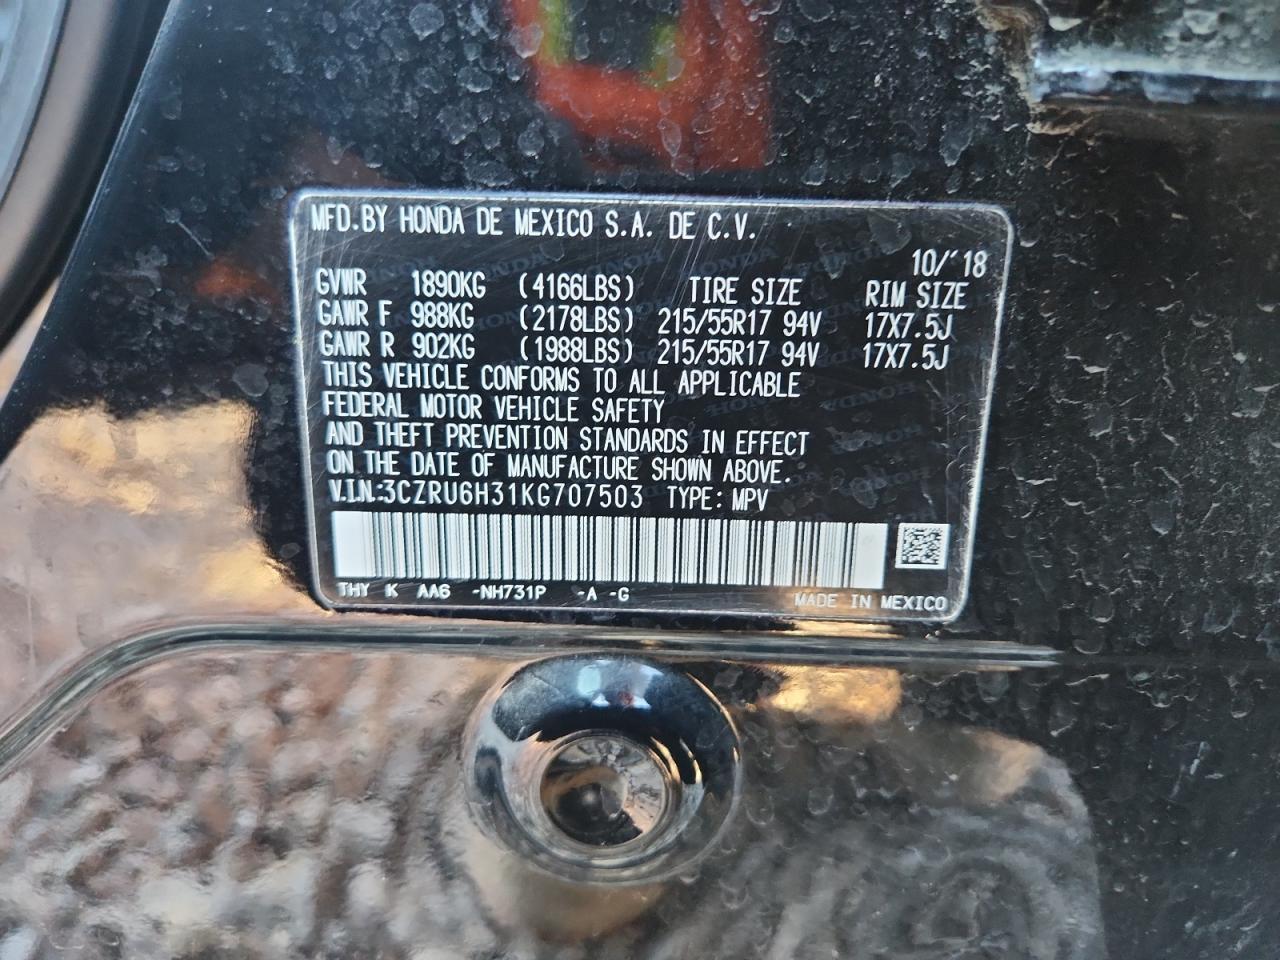 MFD.BY HONDA DE MEXICO S.A. DE C.V.
10/'18
GVWR 1890KG (4166LBS) TIRE SIZE RIM SIZE
GAWR F 988KG (2178LBS) 215/55R17 94V 17X7.5J
GAWR R 902KG (1988LBS) 215/55R17 94V 17X7.5J
THIS VEHICLE CONFORMS TO ALL APPLICABLE
FEDERAL MOTOR VEHICLE SAFETY
AND THEFT PREVENTION STANDARDS IN EFFECT
ON THE DATE OF MANUFACTURE SHOWN ABOVE.
V.I.N.:3CZRU6H31KG707503 TYPE: MPV
THY K AA6 -NH731P -A -G
MADE IN MEXICO